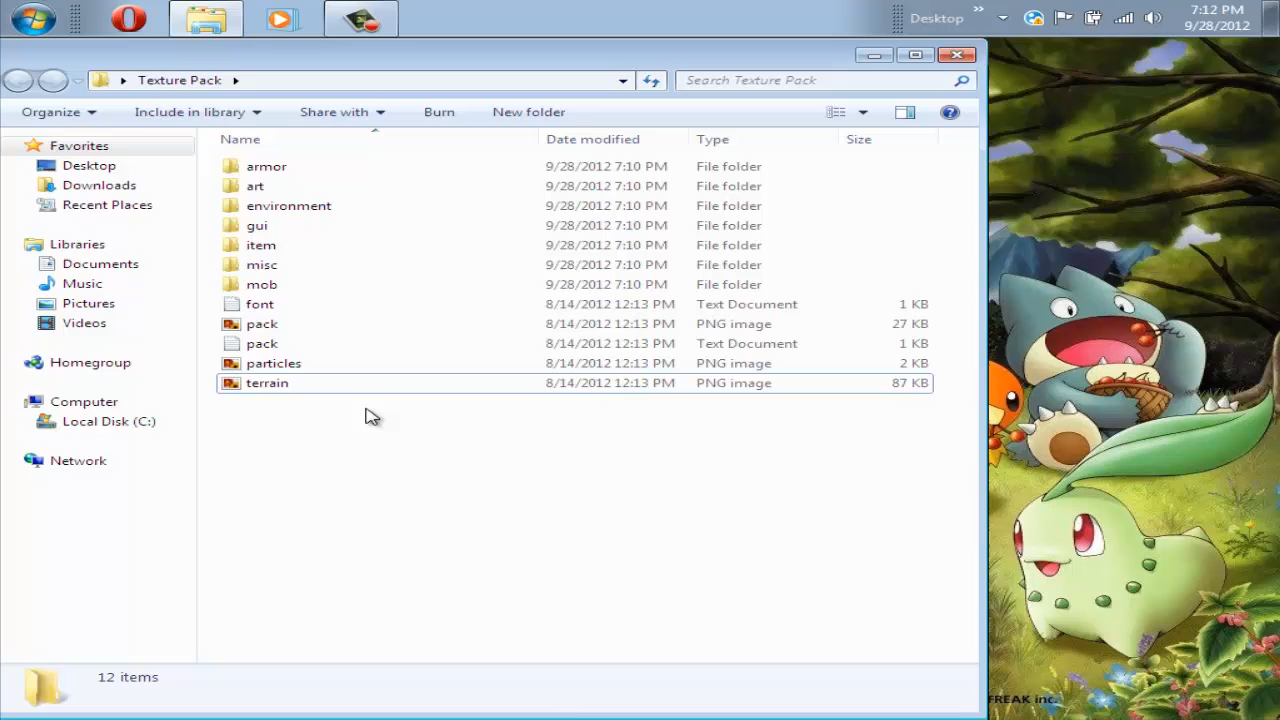 Desktop
»
7:12 PM
9/28/2012
Texture Pack
Search Texture Pack
Organize
Include in library
Share with
Burn
New folder
Name
Date modified
Type
Size
Favorites
Desktop
Downloads
Recent Places
Libraries
Documents
Music
Pictures
Videos
Homegroup
Computer
Local Disk (C:)
Network
armor 9/28/2012 7:10 PM File folder
art 9/28/2012 7:10 PM File folder
environment 9/28/2012 7:10 PM File folder
gui 9/28/2012 7:10 PM File folder
item 9/28/2012 7:10 PM File folder
misc 9/28/2012 7:10 PM File folder
mob 9/28/2012 7:10 PM File folder
font 8/14/2012 12:13 PM Text Document 1 KB
pack 8/14/2012 12:13 PM PNG image 27 KB
pack 8/14/2012 12:13 PM Text Document 1 KB
particles 8/14/2012 12:13 PM PNG image 2 KB
terrain 8/14/2012 12:13 PM PNG image 87 KB
12 items
FREAK inc.